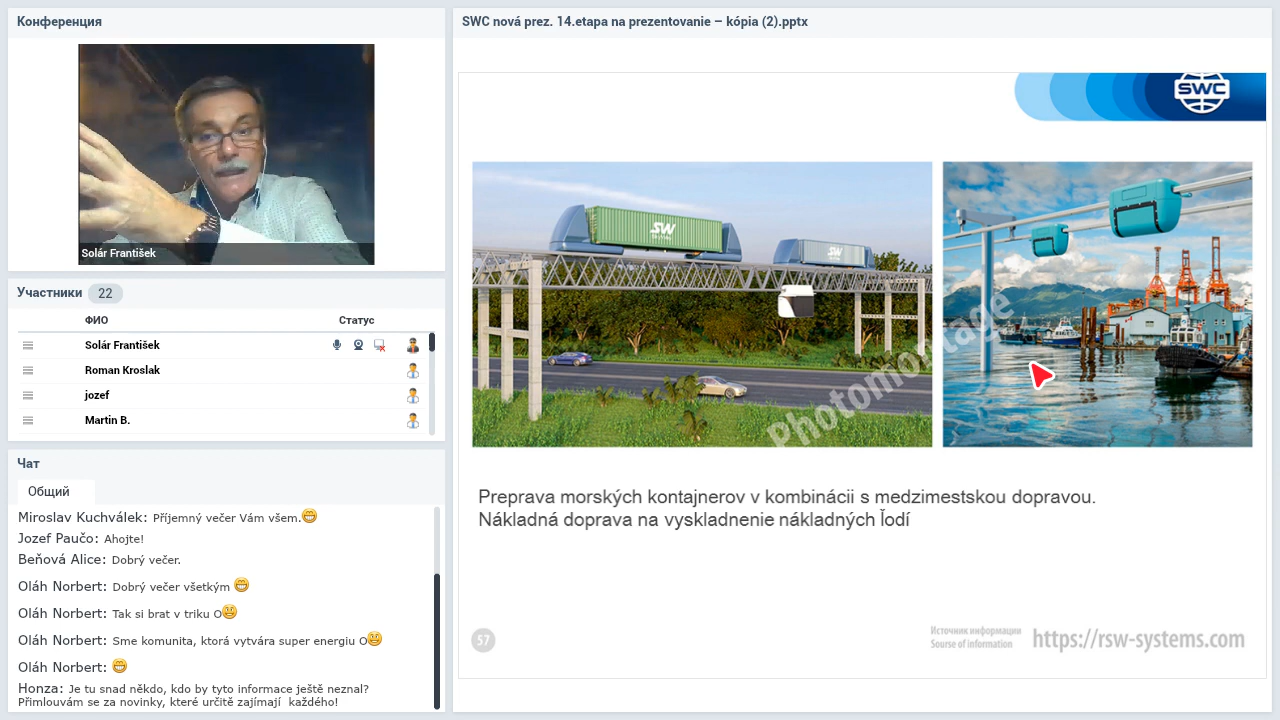 Конференция
Solár František
Участники 22
ФИО
Статус
Solár František
Roman Kroslak
jozef
Martin B.
Чат
Общий
Miroslav Kuchválek: Příjemný večer Vám všem.
Jozef Paučo: Ahojte!
Beňová Alice: Dobrý večer.
Oláh Norbert: Dobrý večer všetkým
Oláh Norbert: Tak si brat v triku O
Oláh Norbert: Sme komunita, ktorá vytvára super energiu O
Oláh Norbert:
Honza: Je tu snad někdo, kdo by tyto informace ještě neznal?
Přimlouvám se za novinky, které určitě zajímají každého!
SWC nová prez. 14.etapa na prezentovanie – kópia (2).pptx
SWC
SW
SW
Photomontage
Preprava morských kontajnerov v kombinácii s medzimestskou dopravou.
Nákladná doprava na vyskladnenie nákladných ľodí
57
Источник информации
Sourse of information
https://rsw-systems.com